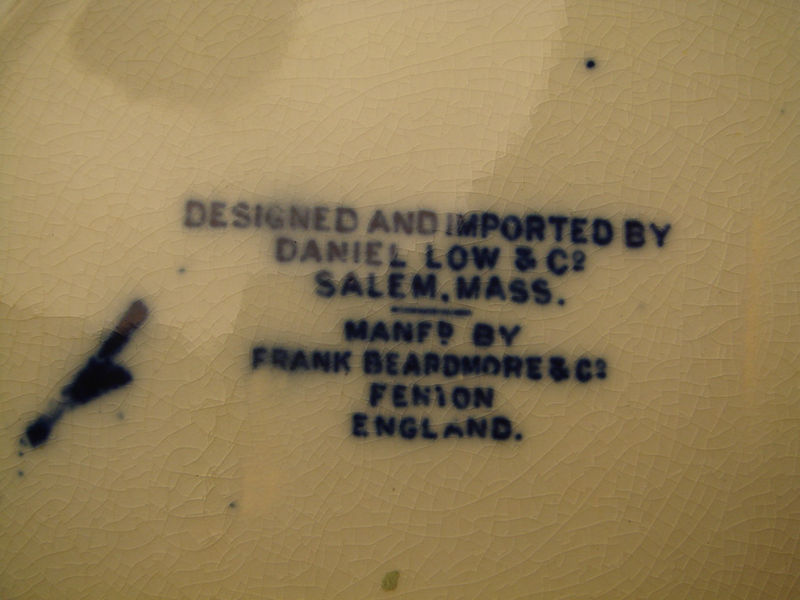 DESIGNED AND IMPORTED BY
DANIEL LOW & Cº
SALEM, MASS.
MANFD BY
FRANK BEARDMORE & Cº
FENTON
ENGLAND.